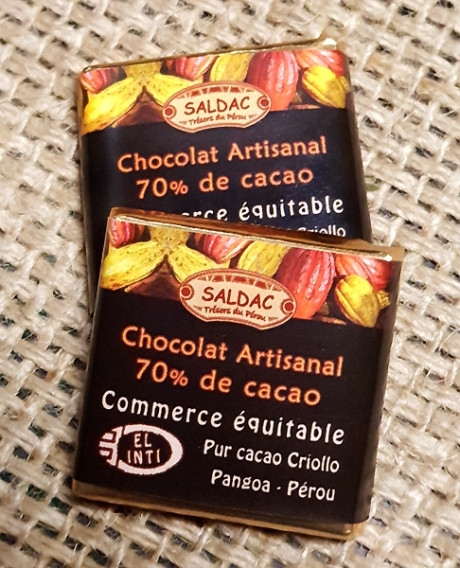 SALDAC
Trésors du Pérou
Chocolat Artisanal
70% de cacao
équitable
Criollo
SALDAC
Trésors du Pérou
Chocolat Artisanal
70% de cacao
Commerce équitable
EL
INTI
Pur cacao Criollo
Pangoa - Pérou